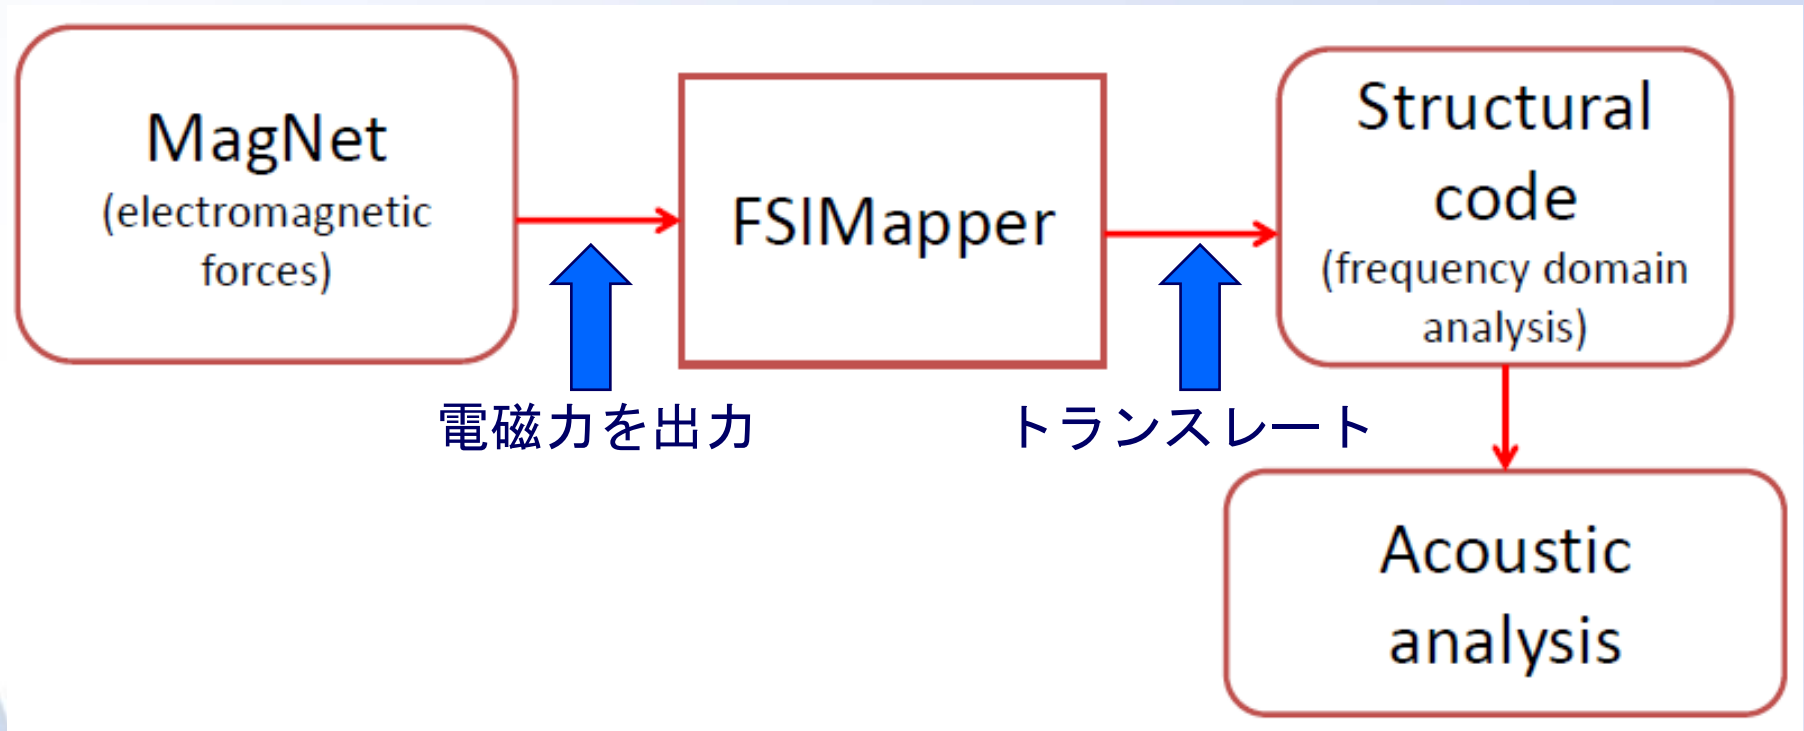 MagNet
(electromagnetic
forces)
FSIMapper
Structural
code
(frequency domain
analysis)
電磁力を出力
トランスレート
Acoustic
analysis